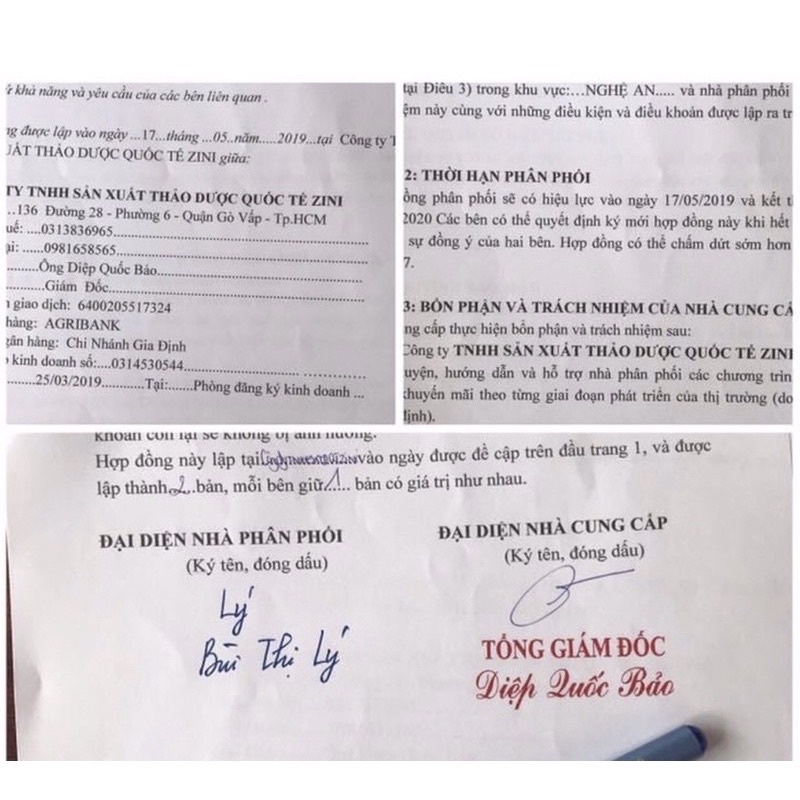 khả năng và yêu cầu của các bên liên quan .
được lập vào ngày ...17...tháng ...05..năm.....2019...tại Công ty
THẢO DƯỢC QUỐC TẾ ZINI giữa:
TY TNHH SẢN XUẤT THẢO DƯỢC QUỐC TẾ ZINI
...136 Đường 28 - Phường 6 - Quận Gò Vấp - Tp.HCM
....0313836965
.....0981658565
.........Ông Diệp Quốc Bảo
.........Giám Đốc
giao dịch: 6400205517324
hàng: AGRIBANK
hàng: Chi Nhánh Gia Định
kinh doanh số:....0314530544
........25/03/2019...........Tại:.......Phòng đăng ký kinh doanh ...
tại Điều 3) trong khu vực:...NGHỆ AN..... và nhà phân phối
này cùng với những điều kiện và điều khoản được lập ra
2: THỜI HẠN PHÂN PHỐI
phân phối sẽ có hiệu lực vào ngày 17/05/2019 và kết
2020 Các bên có thể quyết định ký mới hợp đồng này khi hết
sự đồng ý của hai bên. Hợp đồng có thể chấm dứt sớm hơn
7.
3: BỔN PHẬN VÀ TRÁCH NHIỆM CỦA NHÀ CUNG
cấp thực hiện bổn phận và trách nhiệm sau:
Công ty TNHH SẢN XUẤT THẢO DƯỢC QUỐC TẾ ZINI
hướng dẫn và hỗ trợ nhà phân phối các chương
khuyến mãi theo từng giai đoạn phát triển của thị trường (do
định).
khoản còn lại sẽ không bị ảnh hưởng.
Hợp đồng này lập tại vào ngày được đề cập trên đầu trang 1, và được
lập thành 2 bản, mỗi bên giữ 1 bản có giá trị như nhau.
ĐẠI DIỆN NHÀ PHÂN PHỐI
(Ký tên, đóng dấu)
Lý
Bùi Thị Lý
ĐẠI DIỆN NHÀ CUNG CẤP
(Ký tên, đóng dấu)
TỔNG GIÁM ĐỐC
Diệp Quốc Bảo